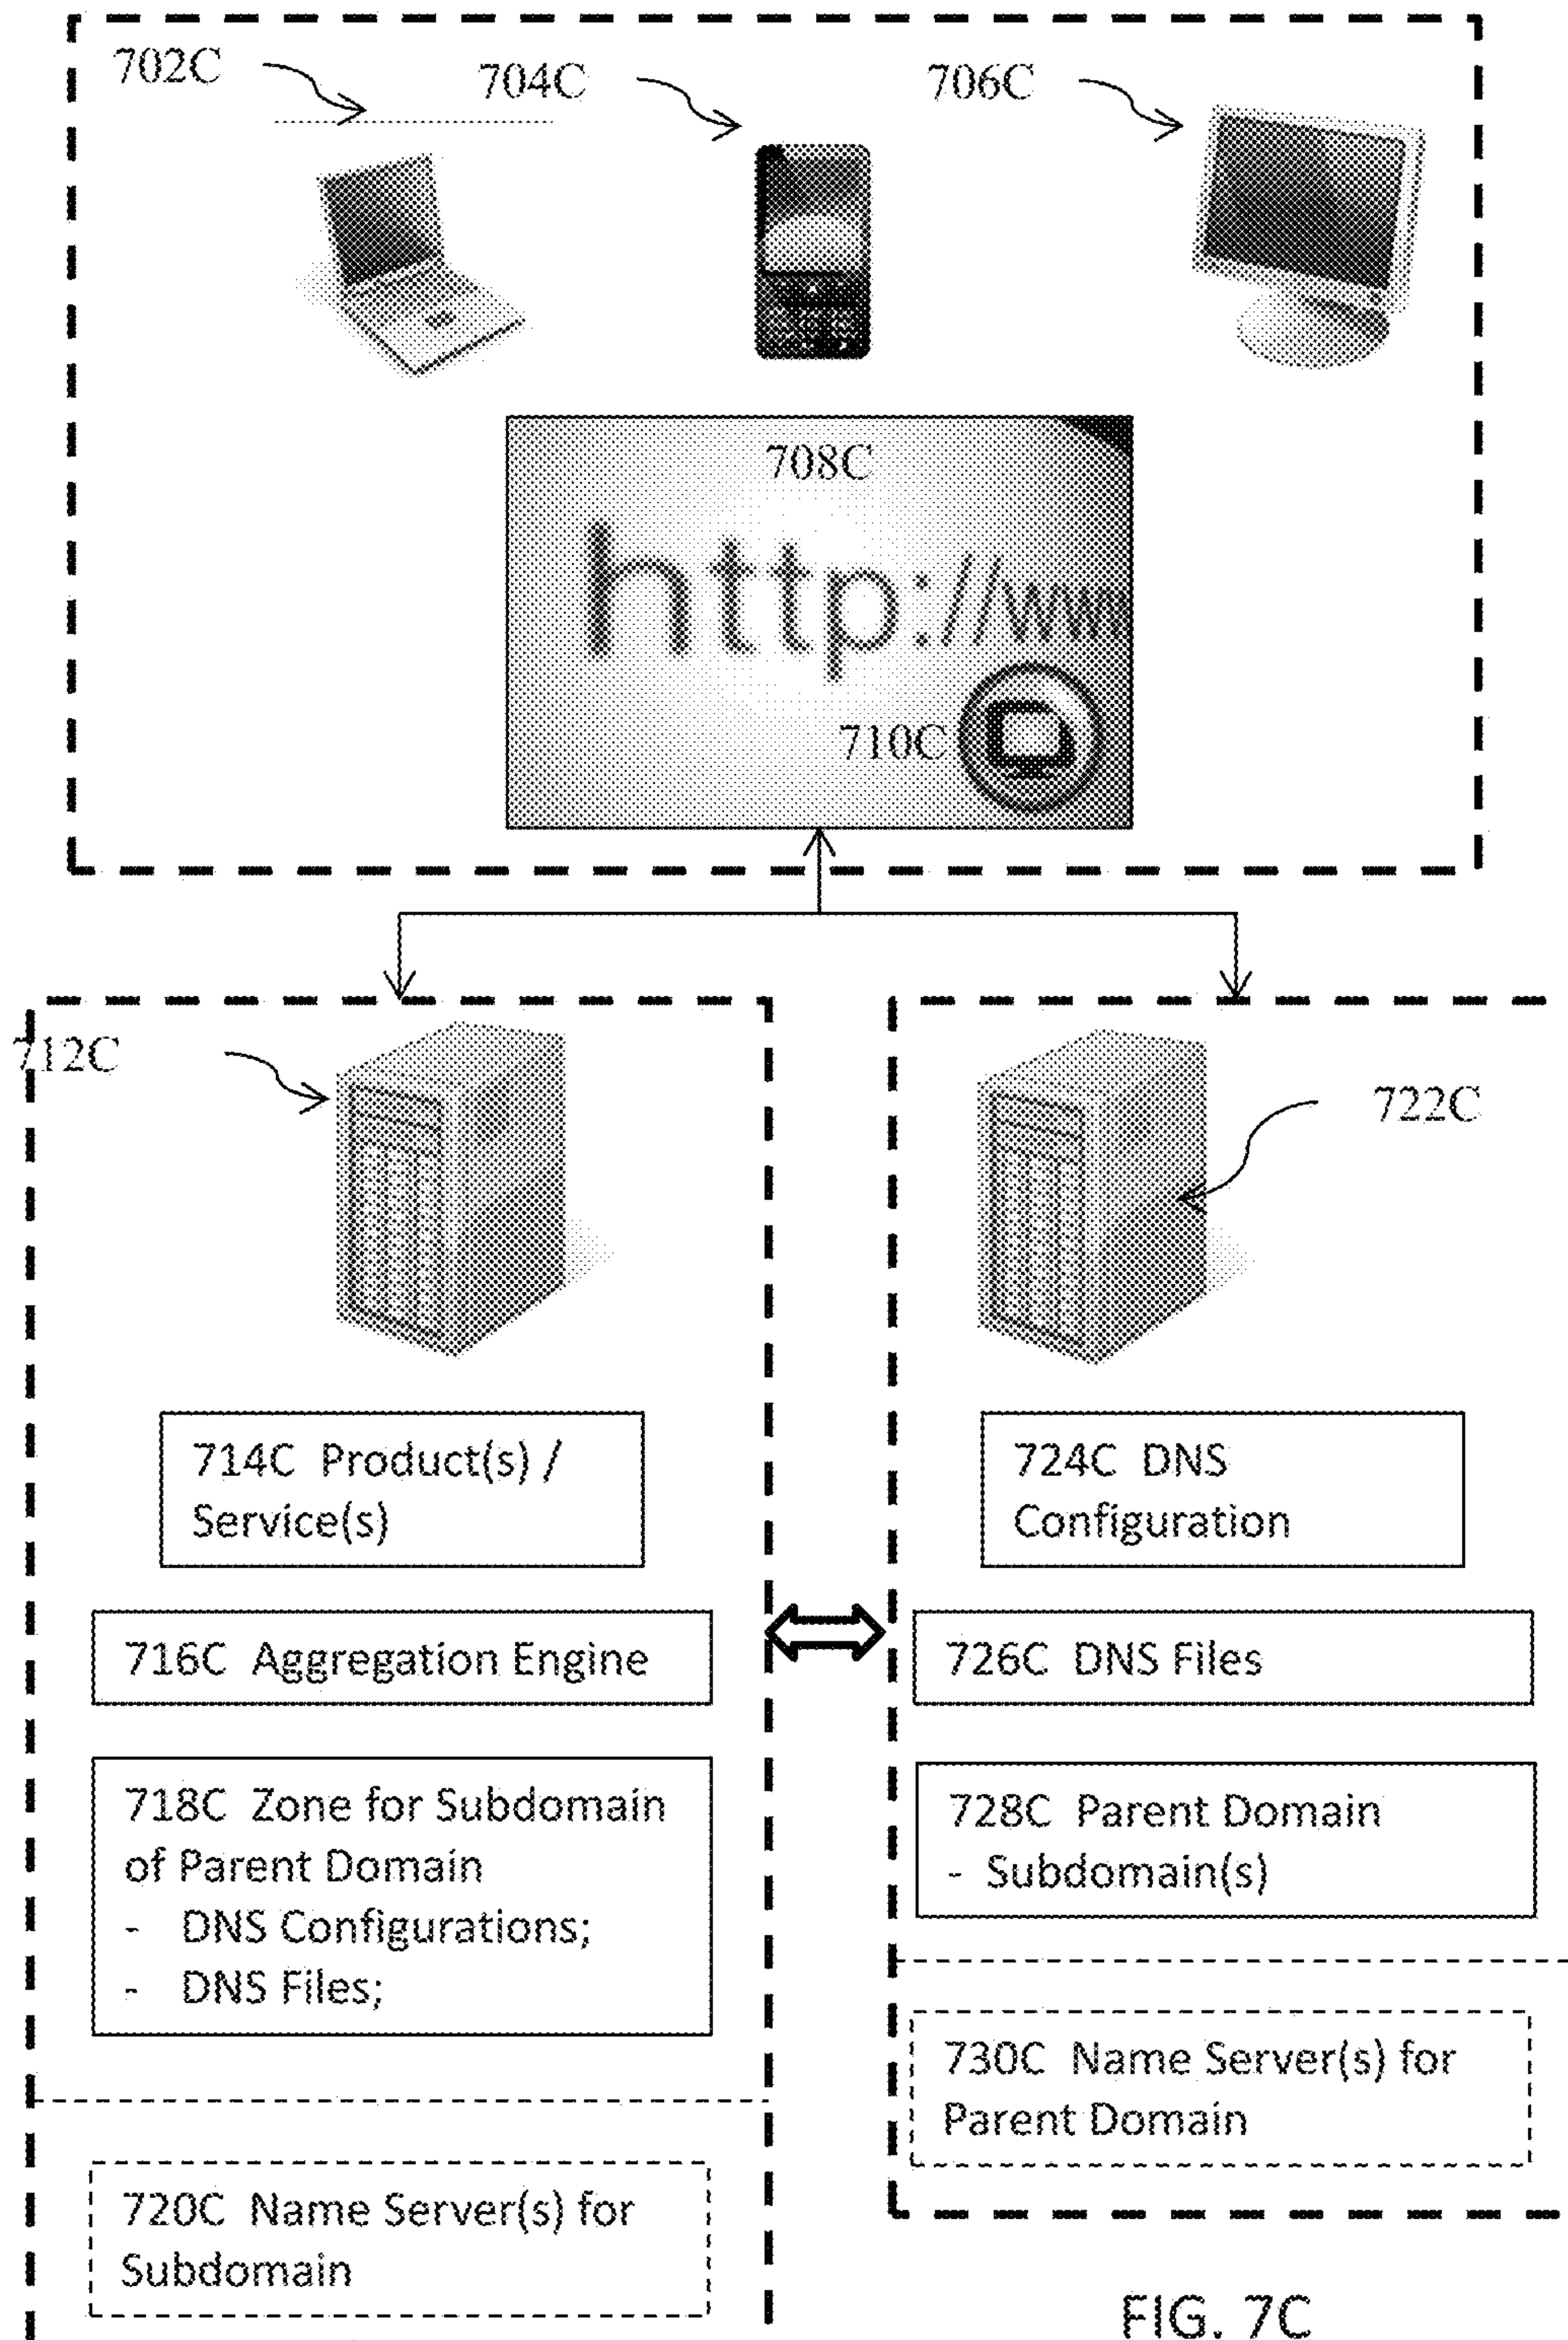 702C
704C
706C
708C
http://ww
710C
712C
722C
714C Product(s) /
Service(s)
716C Aggregation Engine
718C Zone for Subdomain
of Parent Domain
- DNS Configurations;
- DNS Files;
720C Name Server(s) for
Subdomain
724C DNS
Configuration
726C DNS Files
728C Parent Domain
- Subdomain(s)
730C Name Server(s) for
Parent Domain
FIG. 7C